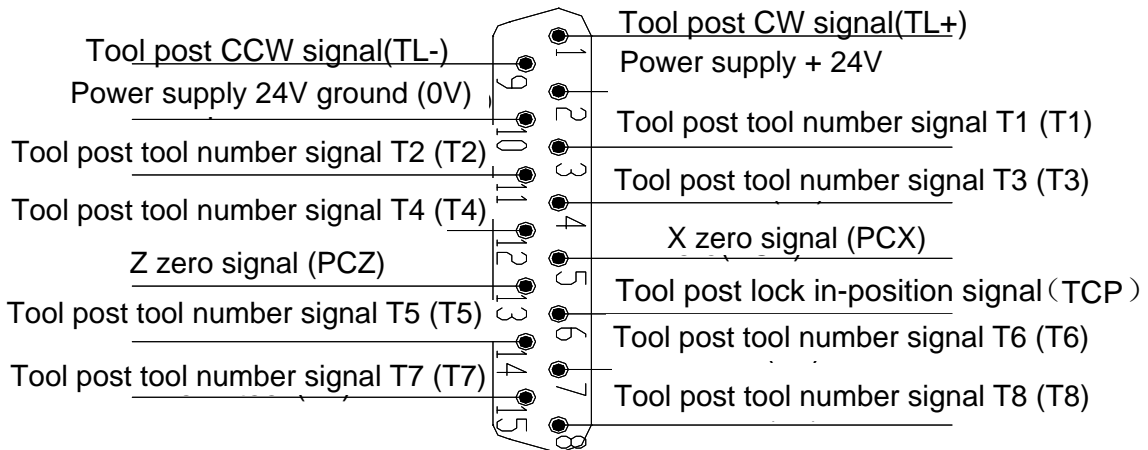 Tool post CW signal(TL+)
Tool post CCW signal(TL-)
Power supply + 24V
Power supply 24V ground (0V)
Tool post tool number signal T1 (T1)
Tool post tool number signal T2 (T2)
Tool post tool number signal T3 (T3)
Tool post tool number signal T4 (T4)
X zero signal (PCX)
Z zero signal (PCZ)
Tool post lock in-position signal（TCP）
Tool post tool number signal T5 (T5)
Tool post tool number signal T6 (T6)
Tool post tool number signal T7 (T7)
Tool post tool number signal T8 (T8)
1
9
2
10
3
11
4
12
5
13
6
14
7
15
8